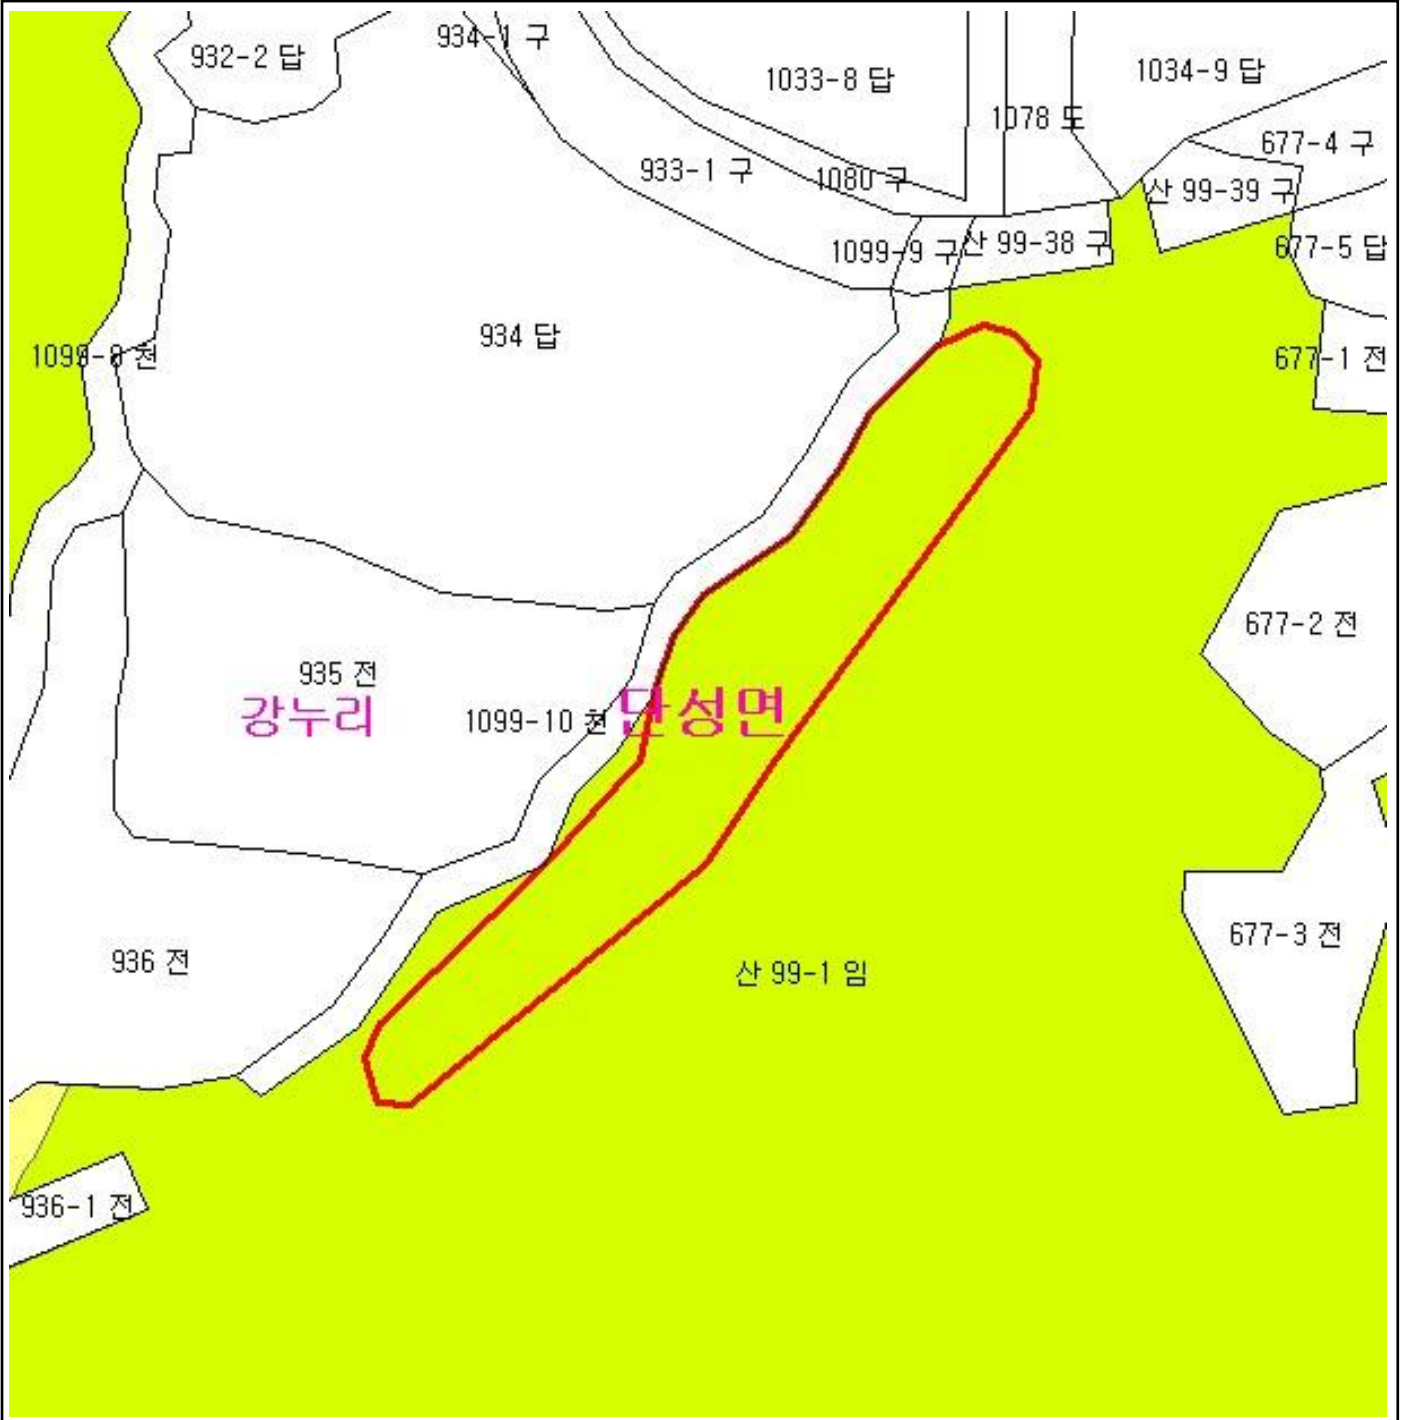 934-1 구
932-2 답
1033-8 답
1034-9 답
1078 도
677-4 구
933-1 구
1080 구
산 99-39 구
1099-9 구
산 99-38 구
677-5 답
934 답
1099-8 천
677-1 전
677-2 전
935 전
강누리
1099-10 천
단성면
677-3 전
936 전
산 99-1 임
936-1 전